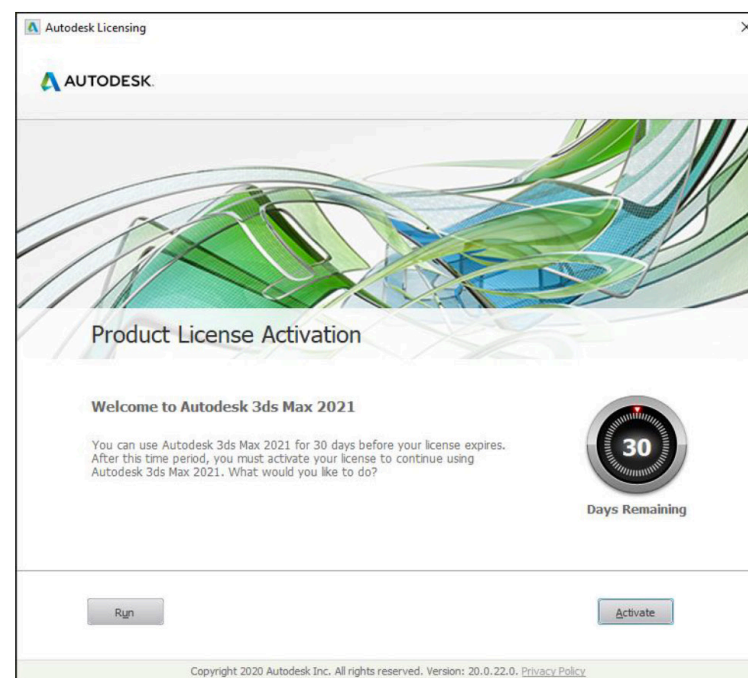 Autodesk Licensing
AUTODESK.
Product License Activation
Welcome to Autodesk 3ds Max 2021
You can use Autodesk 3ds Max 2021 for 30 days before your license expires.
After this time period, you must activate your license to continue using
Autodesk 3ds Max 2021. What would you like to do?
30
Days Remaining
Run
Activate
Copyright 2020 Autodesk Inc. All rights reserved. Version: 20.0.22.0. Privacy Policy